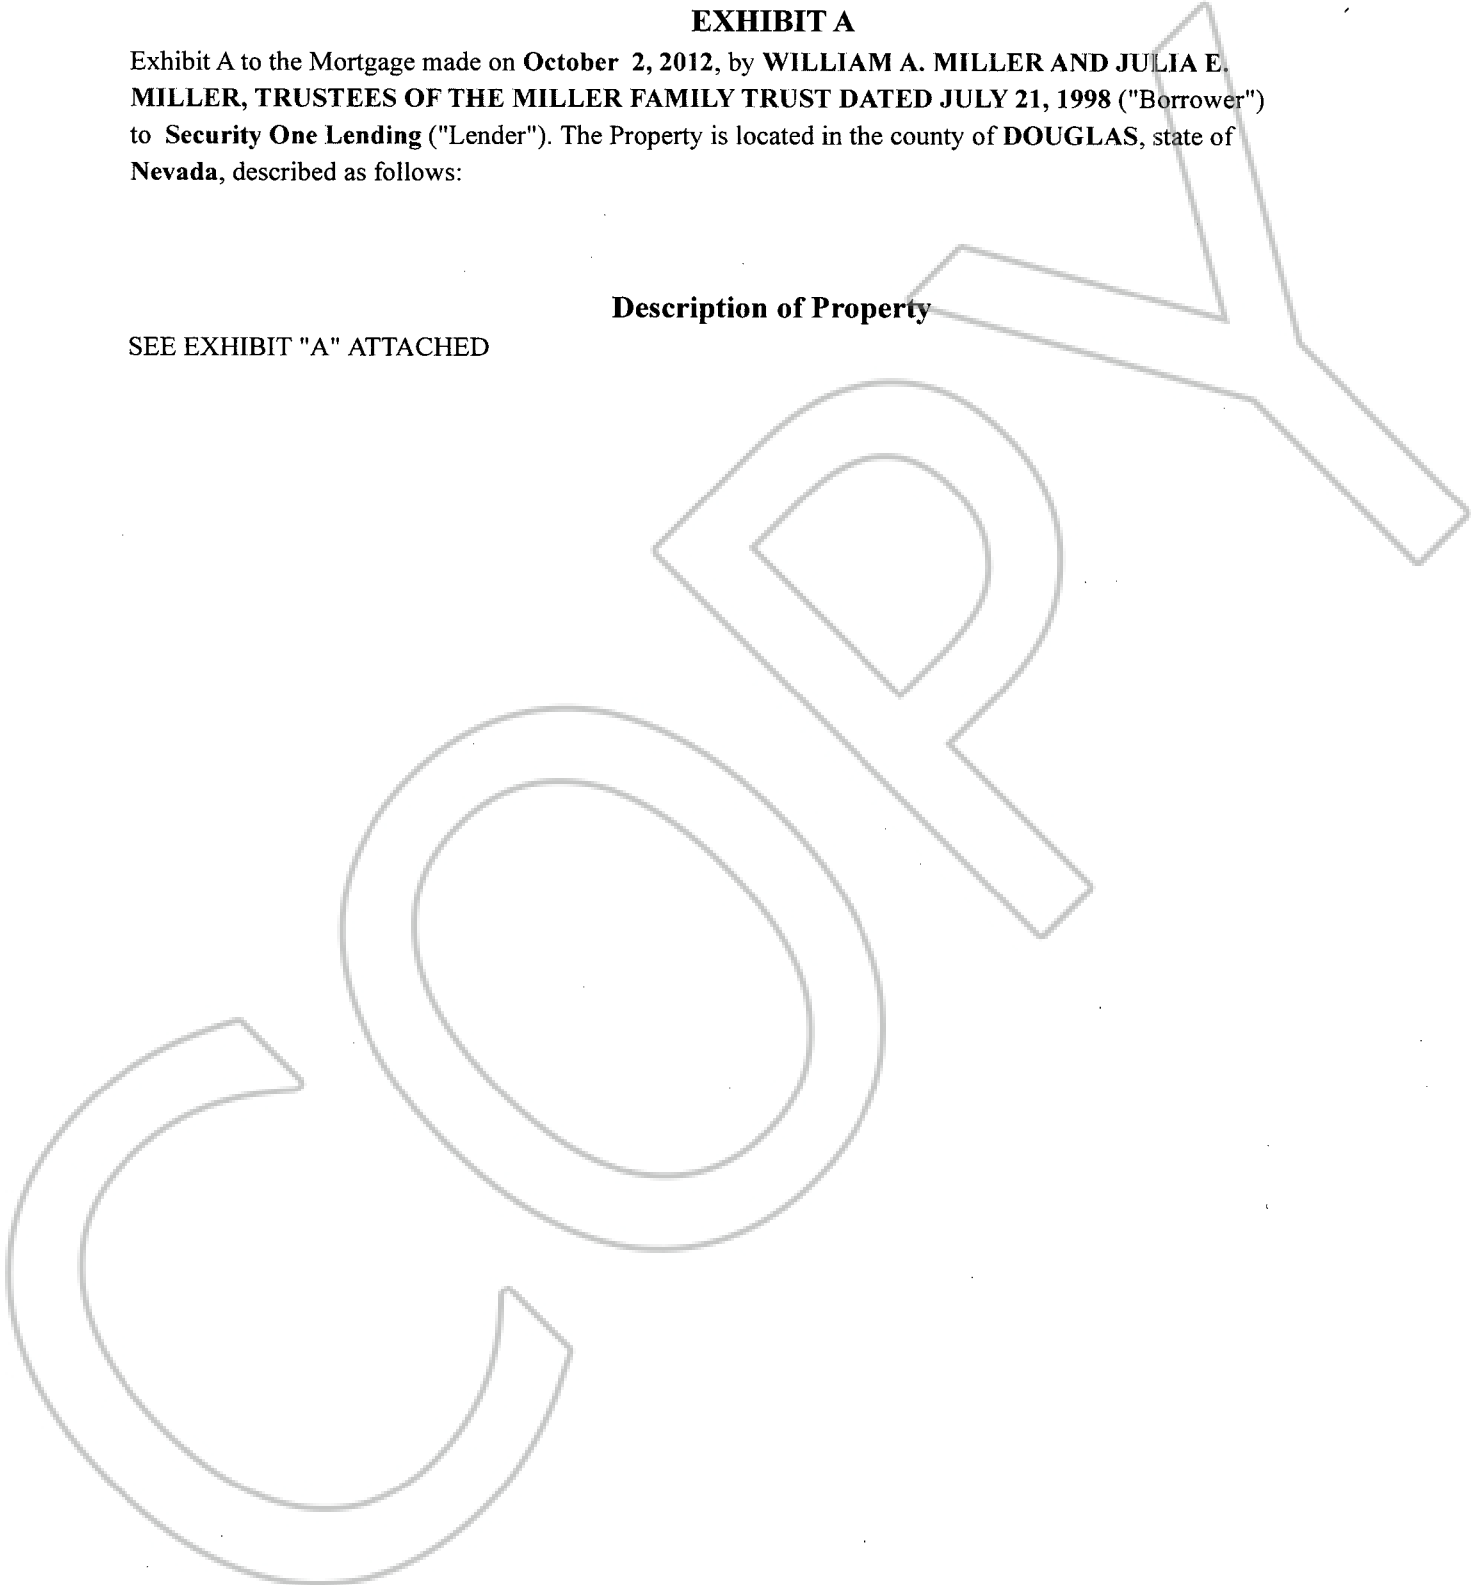 EXHIBIT A
Exhibit A to the Mortgage made on October 2, 2012, by WILLIAM A. MILLER AND JULIA E.
MILLER, TRUSTEES OF THE MILLER FAMILY TRUST DATED JULY 21, 1998 ("Borrower")
to Security One Lending ("Lender"). The Property is located in the county of DOUGLAS, state of
Nevada, described as follows:
Description of Property
SEE EXHIBIT "A" ATTACHED
COPY